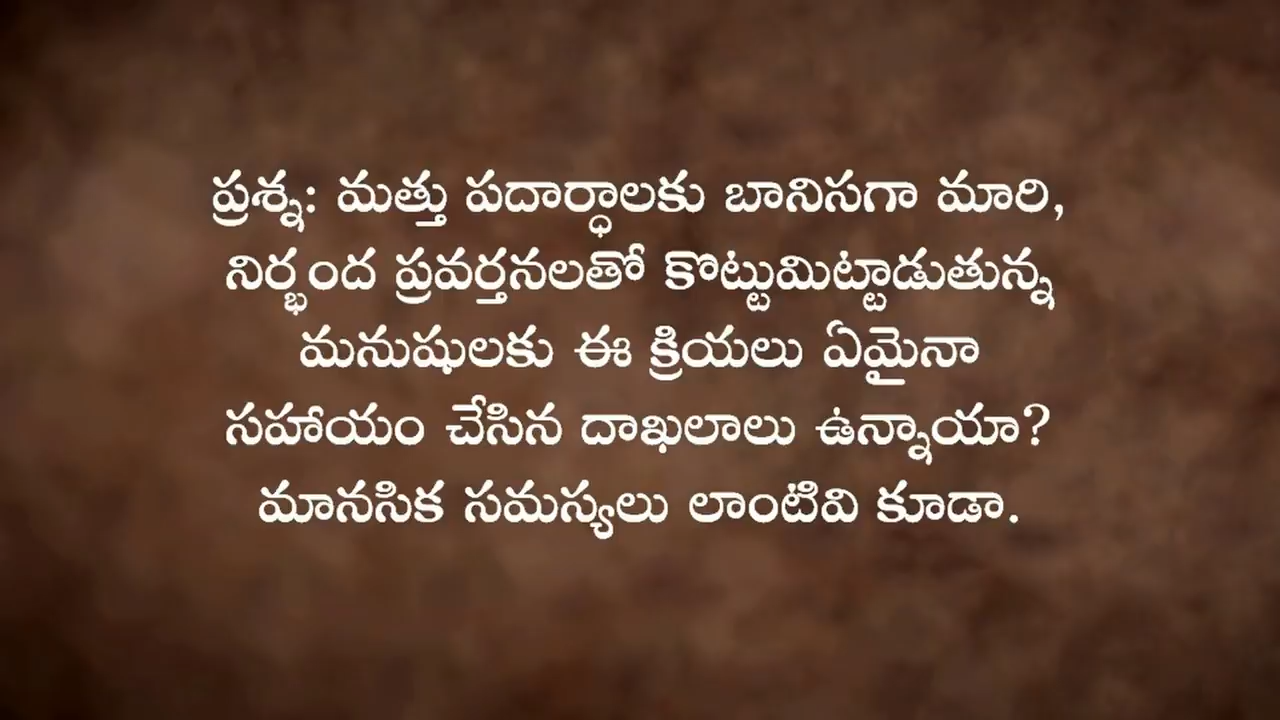 ప్రశ్న: మత్తు పదార్ధాలకు బానిసగా మారి,
నిర్భంద ప్రవర్తనలతో కొట్టుమిట్టాడుతున్న
మనుషులకు ఈ క్రియలు ఏమైనా
సహాయం చేసిన దాఖలాలు ఉన్నాయా?
మానసిక సమస్యలు లాంటివి కూడా.